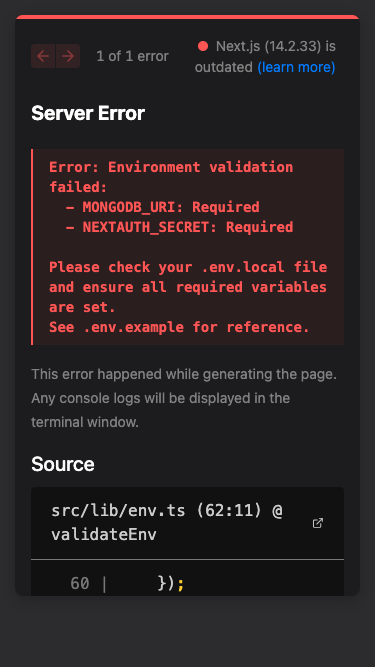 1 of 1 error
Next.js (14.2.33) is
outdated (learn more)
Server Error
Error: Environment validation
failed:
- MONGODB_URI: Required
- NEXTAUTH_SECRET: Required
Please check your .env.local file
and ensure all required variables
are set.
See .env.example for reference.
This error happened while generating the page.
Any console logs will be displayed in the
terminal window.
Source
src/lib/env.ts (62:11) @
validateEnv
60 | });